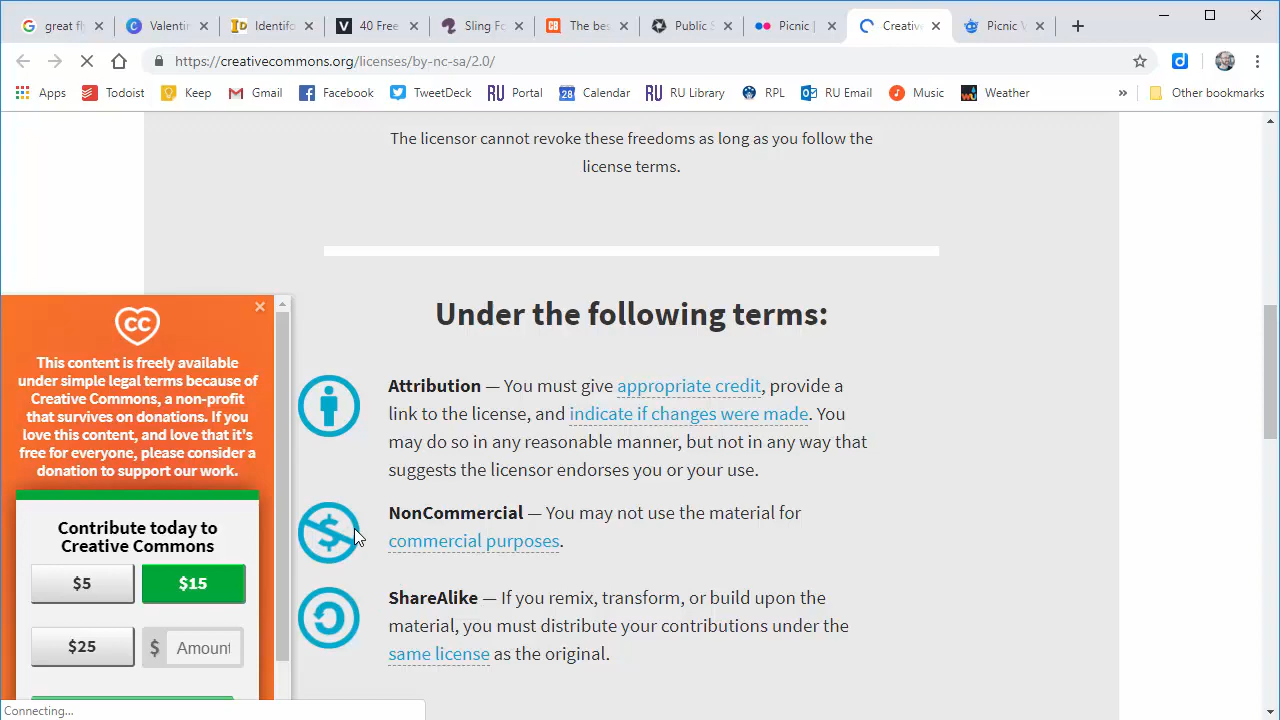 great fl
Valentin
Identifo
40 Free
Sling Fo
The bes
Public S
Picnic |
Creative
Picnic V
https://creativecommons.org/licenses/by-nc-sa/2.0/
Apps
Todoist
Keep
Gmail
Facebook
TweetDeck
RU Portal
28 Calendar
RU RU Library
RPL
RU Email
Music
Weather
»
Other bookmarks
The licensor cannot revoke these freedoms as long as you follow the
license terms.
Under the following terms:
Attribution — You must give appropriate credit, provide a
link to the license, and indicate if changes were made. You
may do so in any reasonable manner, but not in any way that
suggests the licensor endorses you or your use.
NonCommercial — You may not use the material for
commercial purposes.
ShareAlike — If you remix, transform, or build upon the
material, you must distribute your contributions under the
same license as the original.
CC
This content is freely available
under simple legal terms because of
Creative Commons, a non-profit
that survives on donations. If you
love this content, and love that it's
free for everyone, please consider a
donation to support our work.
Contribute today to
Creative Commons
$5
$15
$25
$ Amount
Connecting...